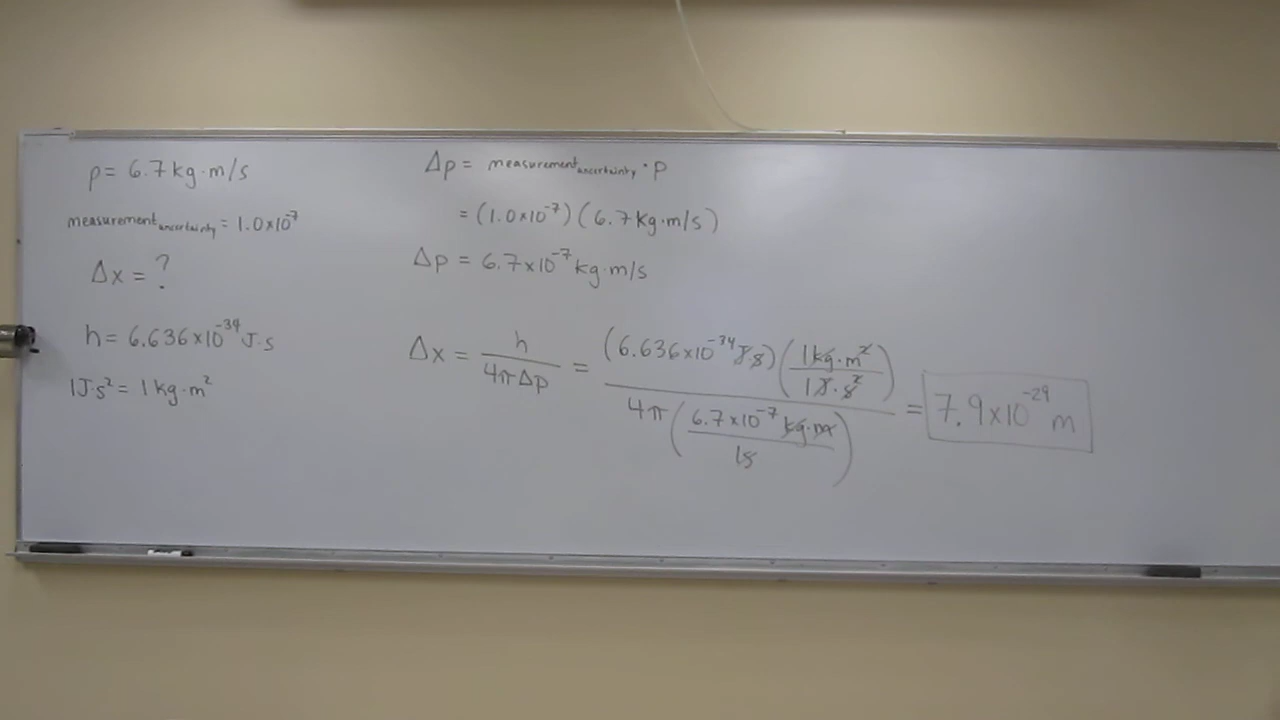 p = 6.7 kg·m/s
measurement uncertainty = 1.0×10⁻⁷
Δx = ?
h = 6.636×10⁻³⁴ J·s
1J·s² = 1 kg·m²
Δp = measurement uncertainty · p
= (1.0×10⁻⁷)(6.7 kg·m/s)
Δp = 6.7×10⁻⁷ kg·m/s
Δx = h / 4πΔp = (6.636×10⁻³⁴ J·s)(1kg·m² / 1J·s²) / 4π(6.7×10⁻⁷ kg·m / 1s) = 7.9×10⁻²⁹ m